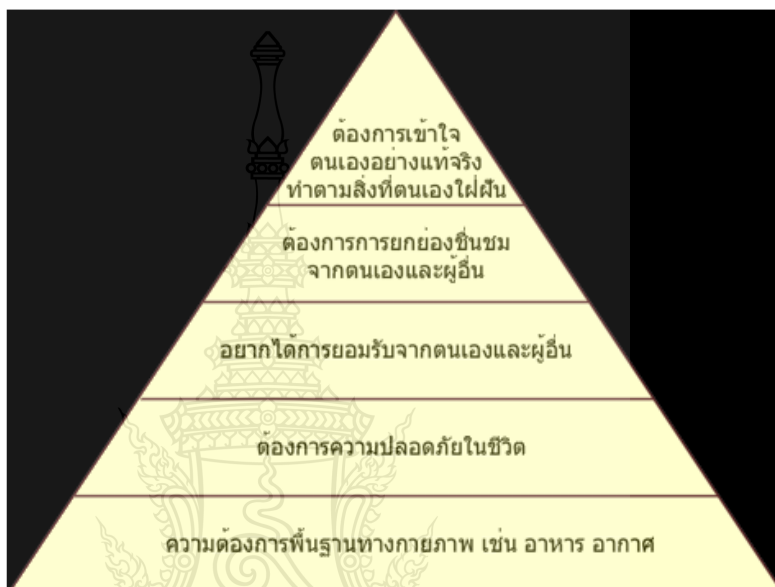 ต้องการเข้าใจ
ตนเองอย่างแท้จริง
ทำตามสิ่งที่ตนเองใฝ่ฝัน
ต้องการการยกย่องชื่นชม
จากตนเองและผู้อื่น
อยากได้การยอมรับจากตนเองและผู้อื่น
ต้องการความปลอดภัยในชีวิต
ความต้องการพื้นฐานทางกายภาพ เช่น อาหาร อากาศ